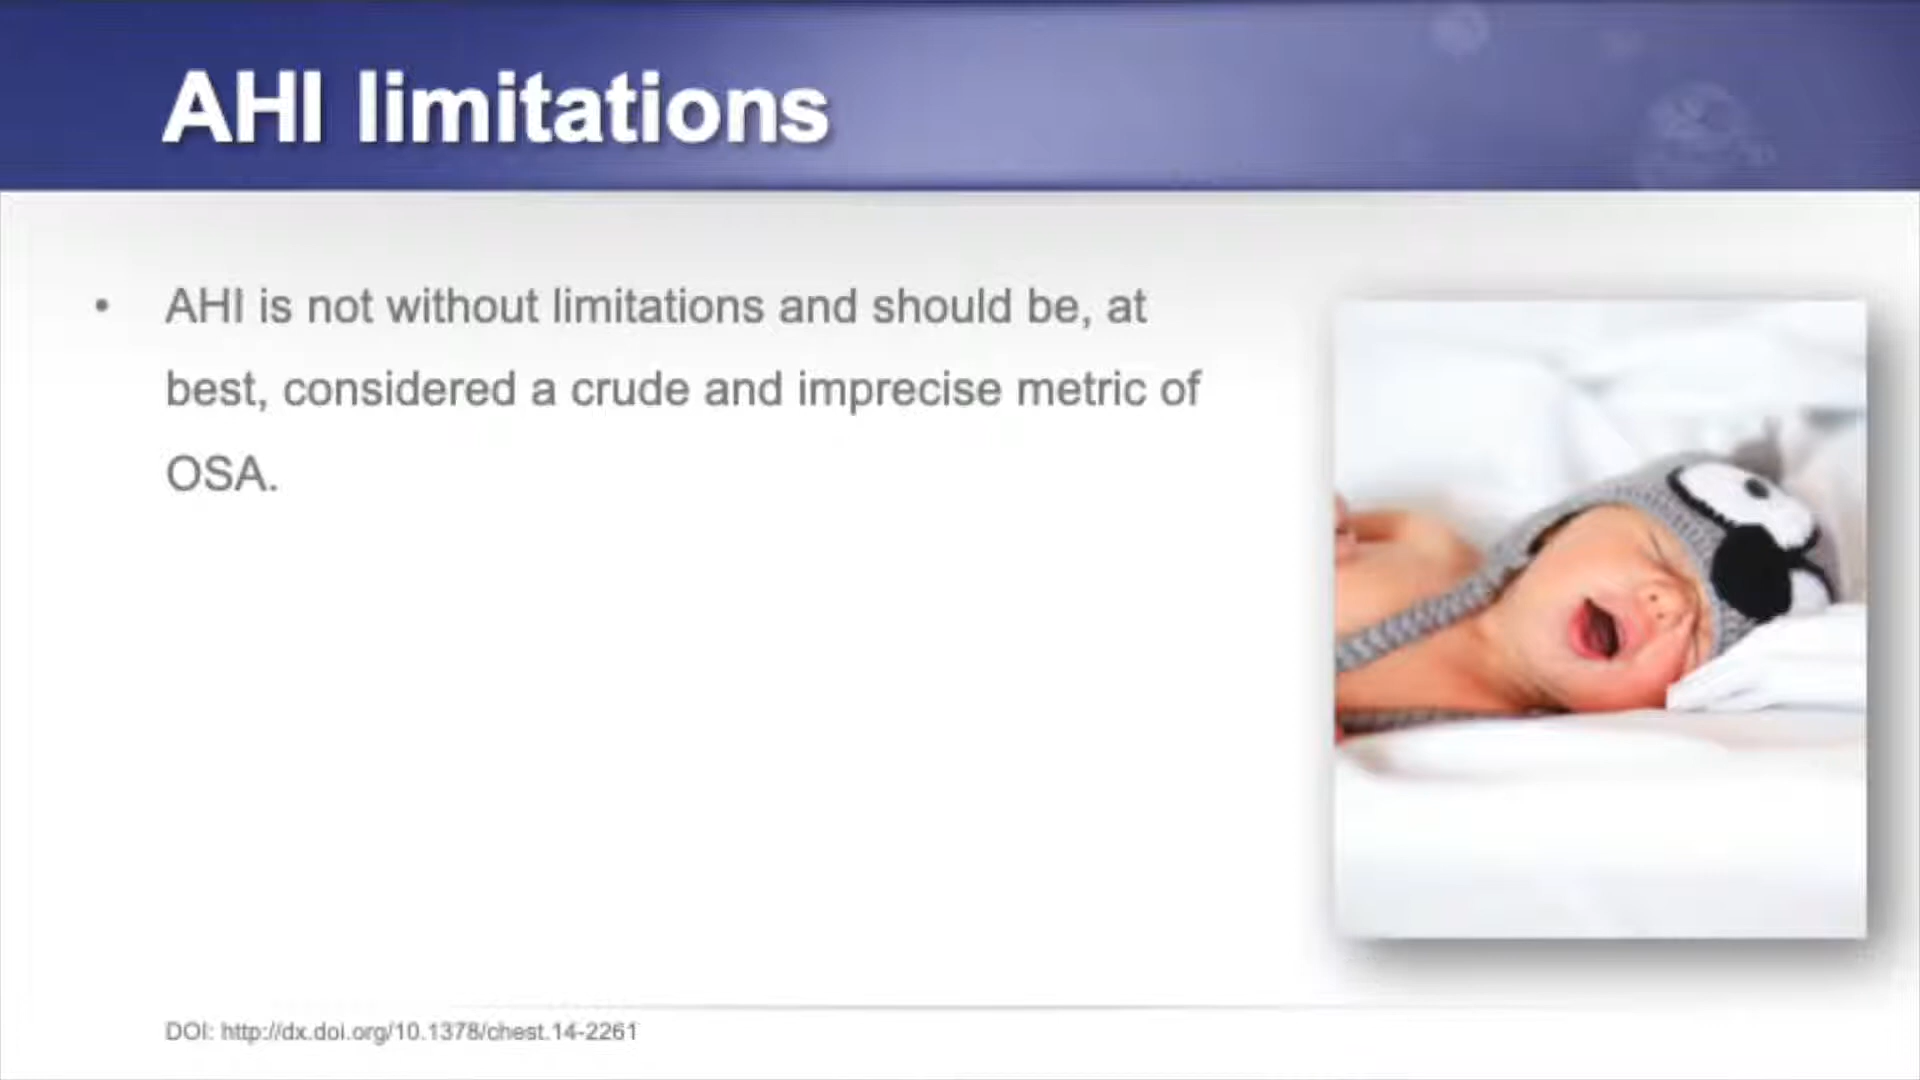 AHI limitations
• AHI is not without limitations and should be, at
best, considered a crude and imprecise metric of
OSA.
DOI: http://dx.doi.org/10.1378/chest.14-2261